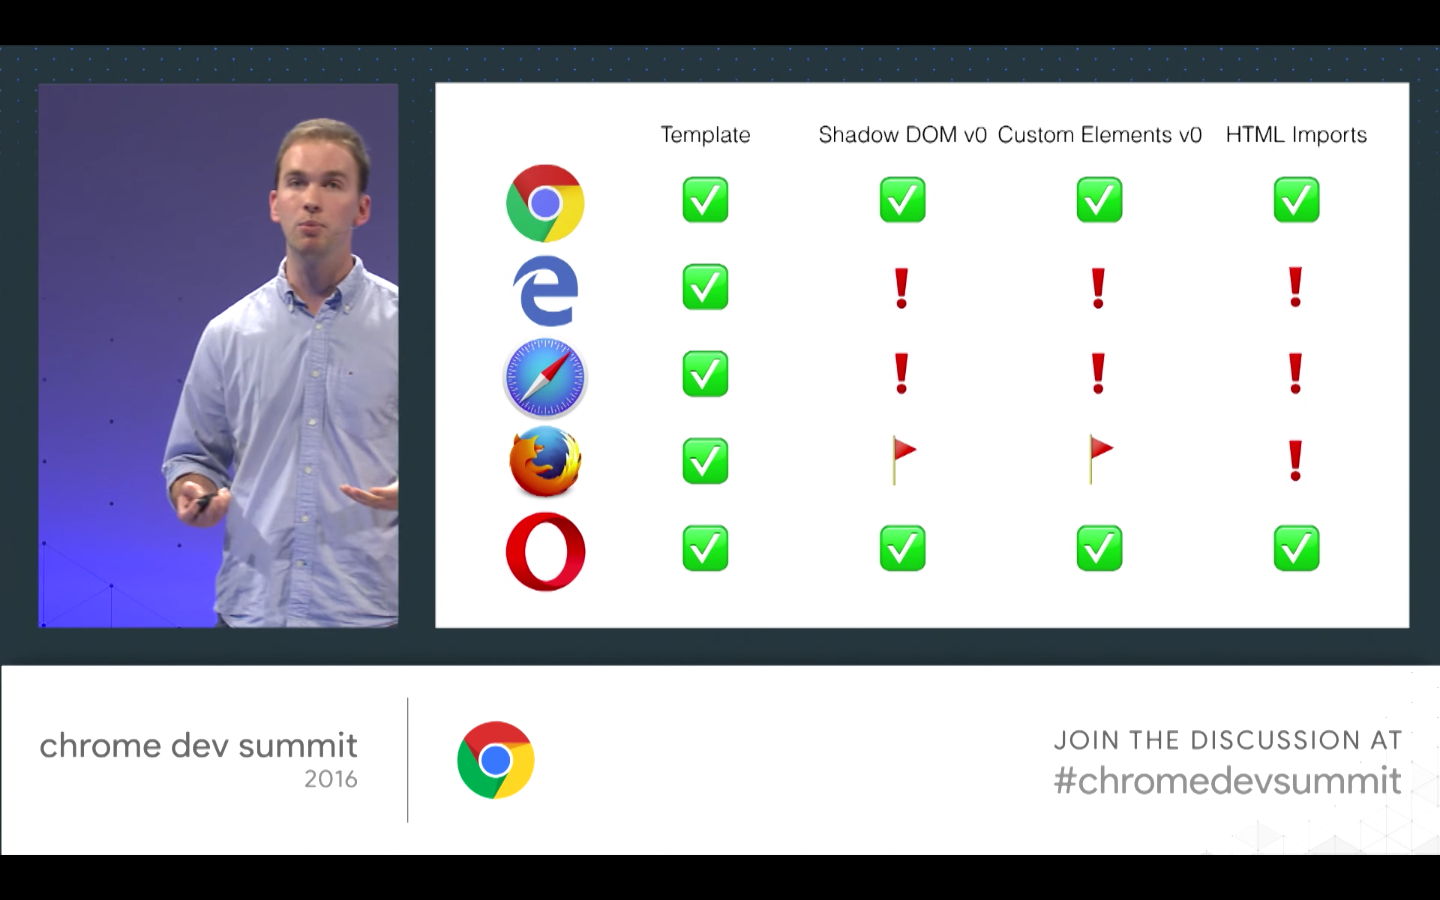 Template Shadow DOM v0 Custom Elements v0 HTML Imports
chrome dev summit
2016
JOIN THE DISCUSSION AT
#chromedevsummit